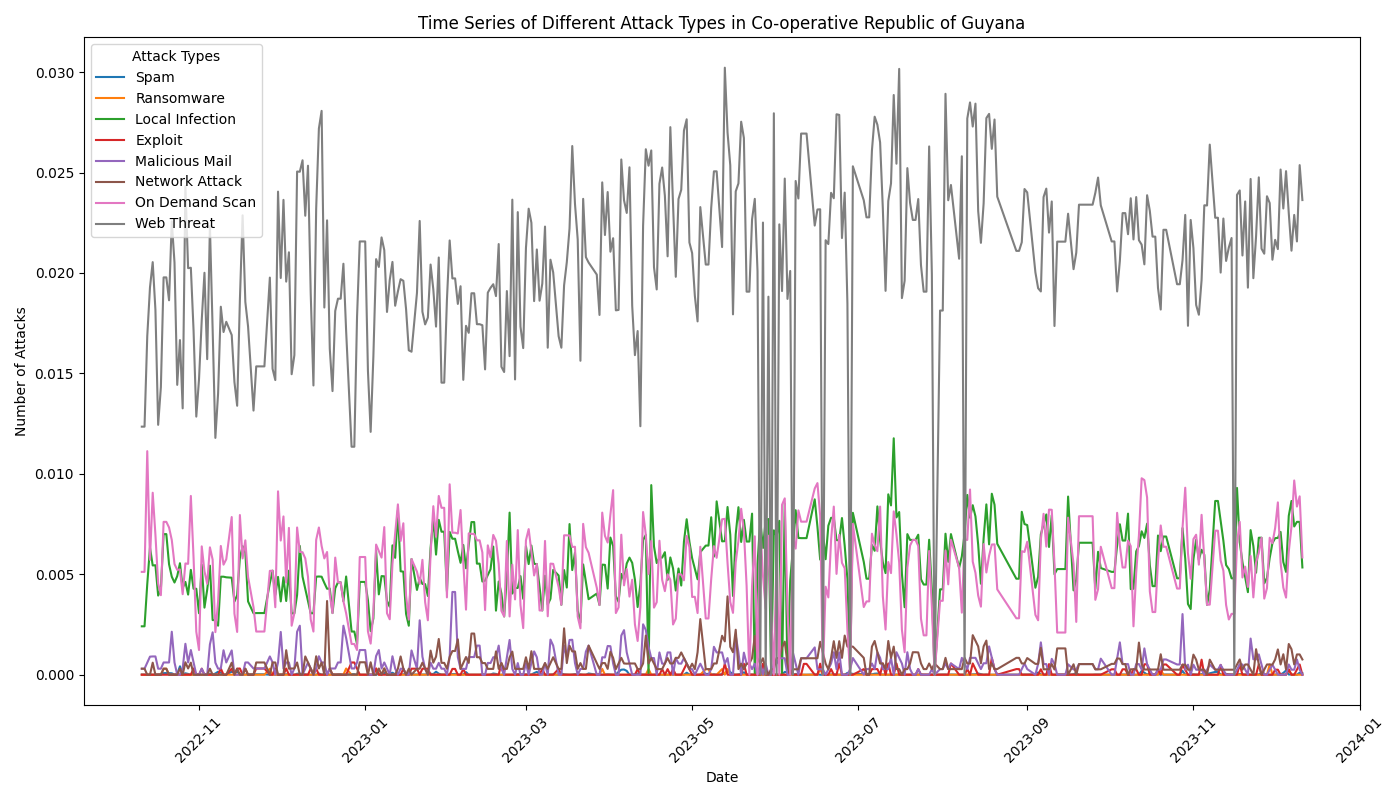 Time Series of Different Attack Types in Co-operative Republic of Guyana
Attack Types
Spam
Ransomware
Local Infection
Exploit
Malicious Mail
Network Attack
On Demand Scan
Web Threat
Number of Attacks
0.030
0.025
0.020
0.015
0.010
0.005
0.000
2022-11
2023-01
2023-03
2023-05
2023-07
2023-09
2023-11
2024-01
Date